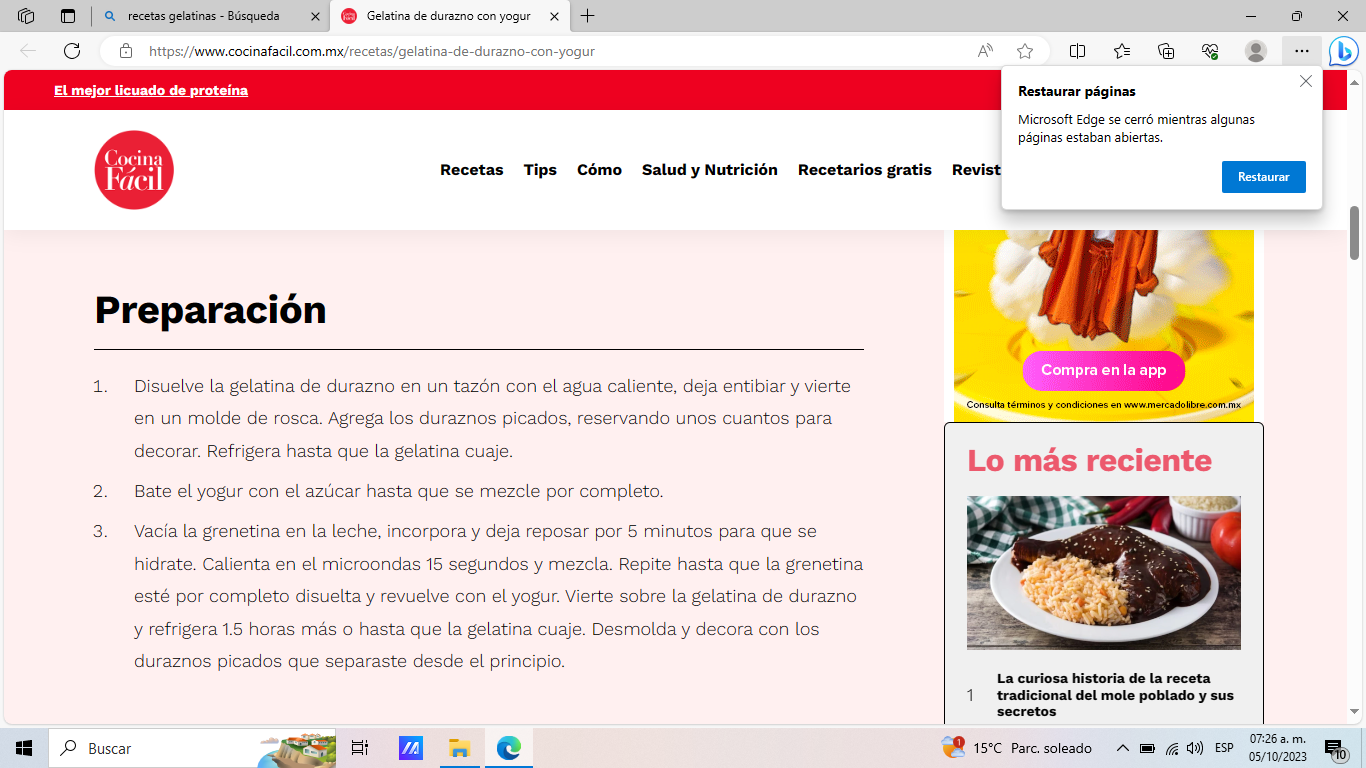 recetas gelatinas - Búsqueda
Gelatina de durazno con yogur
https://www.cocinafacil.com.mx/recetas/gelatina-de-durazno-con-yogur
El mejor licuado de proteína
Restaurar páginas
Microsoft Edge se cerró mientras algunas
páginas estaban abiertas.
Restaurar
Cocina
Fácil
Recetas Tips Cómo Salud y Nutrición Recetarios gratis Revist
Preparación
1. Disuelve la gelatina de durazno en un tazón con el agua caliente, deja entibiar y vierte
en un molde de rosca. Agrega los duraznos picados, reservando unos cuantos para
decorar. Refrigera hasta que la gelatina cuaje.
2. Bate el yogur con el azúcar hasta que se mezcle por completo.
3. Vacía la grenetina en la leche, incorpora y deja reposar por 5 minutos para que se
hidrate. Calienta en el microondas 15 segundos y mezcla. Repite hasta que la grenetina
esté por completo disuelta y revuelve con el yogur. Vierte sobre la gelatina de durazno
y refrigera 1.5 horas más o hasta que la gelatina cuaje. Desmolda y decora con los
duraznos picados que separaste desde el principio.
Compra en la app
Consulta términos y condiciones en www.mercadolibre.com.mx
Lo más reciente
1 La curiosa historia de la receta
tradicional del mole poblado y sus
secretos
Buscar
1
15°C Parc. soleado
ESP
07:26 a. m.
05/10/2023
10